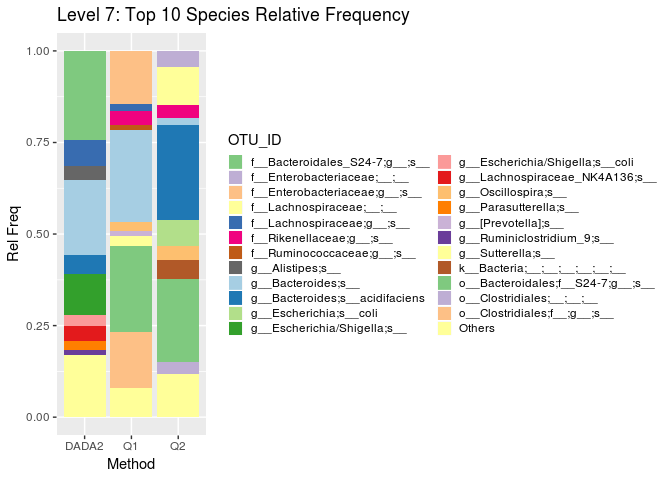 Level 7: Top 10 Species Relative Frequency
1.00
0.75
0.50
0.25
0.00
Rel Freq
DADA2 Q1 Q2
Method
OTU_ID
f__Bacteroidales_S24-7;g__;s__
f__Enterobacteriaceae;__;__
f__Enterobacteriaceae;g__;s__
f__Lachnospiraceae;__;__
f__Lachnospiraceae;g__;s__
f__Rikenellaceae;g__;s__
f__Ruminococcaceae;g__;s__
g__Alistipes;s__
g__Bacteroides;s__
g__Bacteroides;s__acidifaciens
g__Escherichia;s__coli
g__Escherichia/Shigella;s__
g__Escherichia/Shigella;s__coli
g__Lachnospiraceae_NK4A136;s__
g__Oscillospira;s__
g__Parasutterella;s__
g__[Prevotella];s__
g__Ruminiclostridium_9;s__
g__Sutterella;s__
k__Bacteria;__;__;__;__;__;__
o__Bacteroidales;f__S24-7;g__;s__
o__Clostridiales;__;__;__
o__Clostridiales;f__;g__;s__
Others